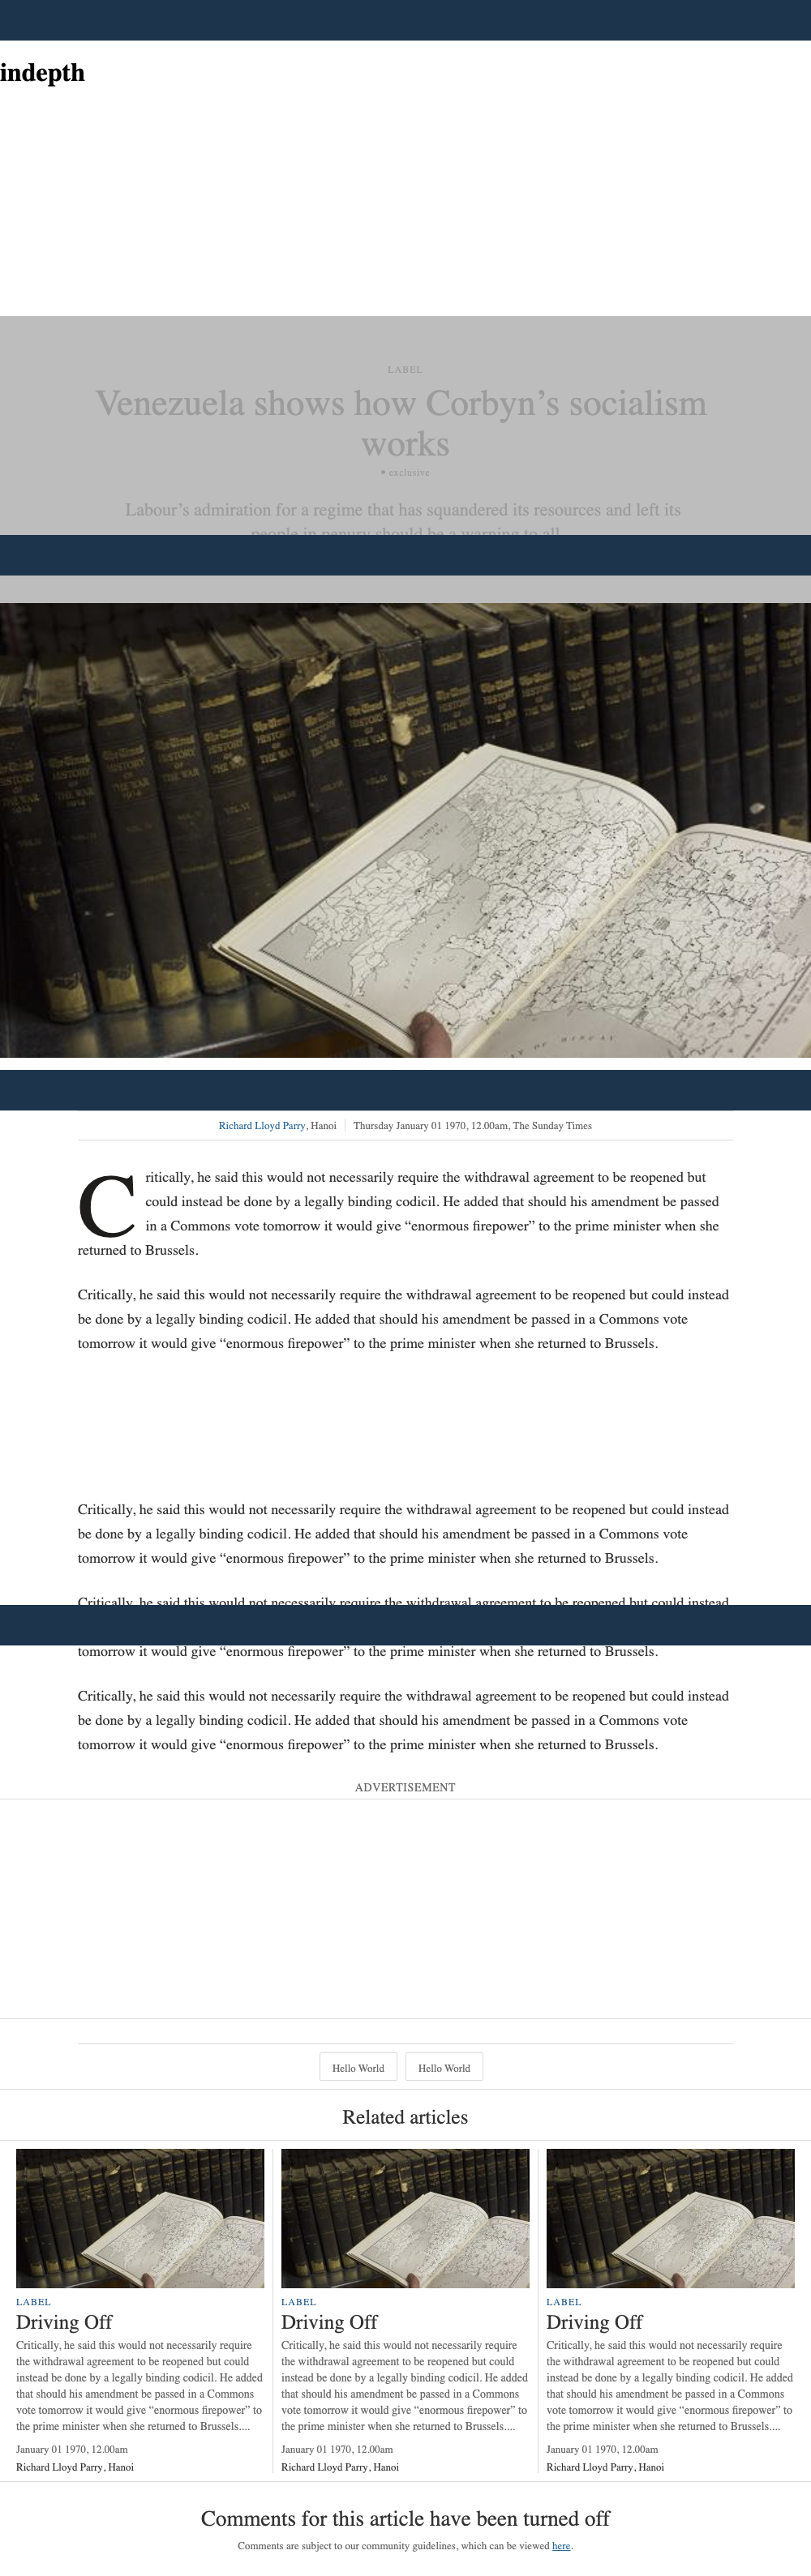 indepth
LABEL
Venezuela shows how Corbyn’s socialism
works
exclusive
Labour’s admiration for a regime that has squandered its resources and left its
people in penury should be a warning to all
Richard Lloyd Parry, Hanoi
Thursday January 01 1970, 12.00am, The Sunday Times
Critically, he said this would not necessarily require the withdrawal agreement to be reopened but
could instead be done by a legally binding codicil. He added that should his amendment be passed
in a Commons vote tomorrow it would give “enormous firepower” to the prime minister when she
returned to Brussels.
Critically, he said this would not necessarily require the withdrawal agreement to be reopened but could instead
be done by a legally binding codicil. He added that should his amendment be passed in a Commons vote
tomorrow it would give “enormous firepower” to the prime minister when she returned to Brussels.
Critically, he said this would not necessarily require the withdrawal agreement to be reopened but could instead
be done by a legally binding codicil. He added that should his amendment be passed in a Commons vote
tomorrow it would give “enormous firepower” to the prime minister when she returned to Brussels.
Critically, he said this would not necessarily require the withdrawal agreement to be reopened but could instead
tomorrow it would give “enormous firepower” to the prime minister when she returned to Brussels.
Critically, he said this would not necessarily require the withdrawal agreement to be reopened but could instead
be done by a legally binding codicil. He added that should his amendment be passed in a Commons vote
tomorrow it would give “enormous firepower” to the prime minister when she returned to Brussels.
ADVERTISEMENT
Hello World
Hello World
Related articles
LABEL
Driving Off
Critically, he said this would not necessarily require
the withdrawal agreement to be reopened but could
instead be done by a legally binding codicil. He added
that should his amendment be passed in a Commons
vote tomorrow it would give “enormous firepower” to
the prime minister when she returned to Brussels....
January 01 1970, 12.00am
Richard Lloyd Parry, Hanoi
LABEL
Driving Off
Critically, he said this would not necessarily require
the withdrawal agreement to be reopened but could
instead be done by a legally binding codicil. He added
that should his amendment be passed in a Commons
vote tomorrow it would give “enormous firepower” to
the prime minister when she returned to Brussels....
January 01 1970, 12.00am
Richard Lloyd Parry, Hanoi
LABEL
Driving Off
Critically, he said this would not necessarily require
the withdrawal agreement to be reopened but could
instead be done by a legally binding codicil. He added
that should his amendment be passed in a Commons
vote tomorrow it would give “enormous firepower” to
the prime minister when she returned to Brussels....
January 01 1970, 12.00am
Richard Lloyd Parry, Hanoi
Comments for this article have been turned off
Comments are subject to our community guidelines, which can be viewed here.